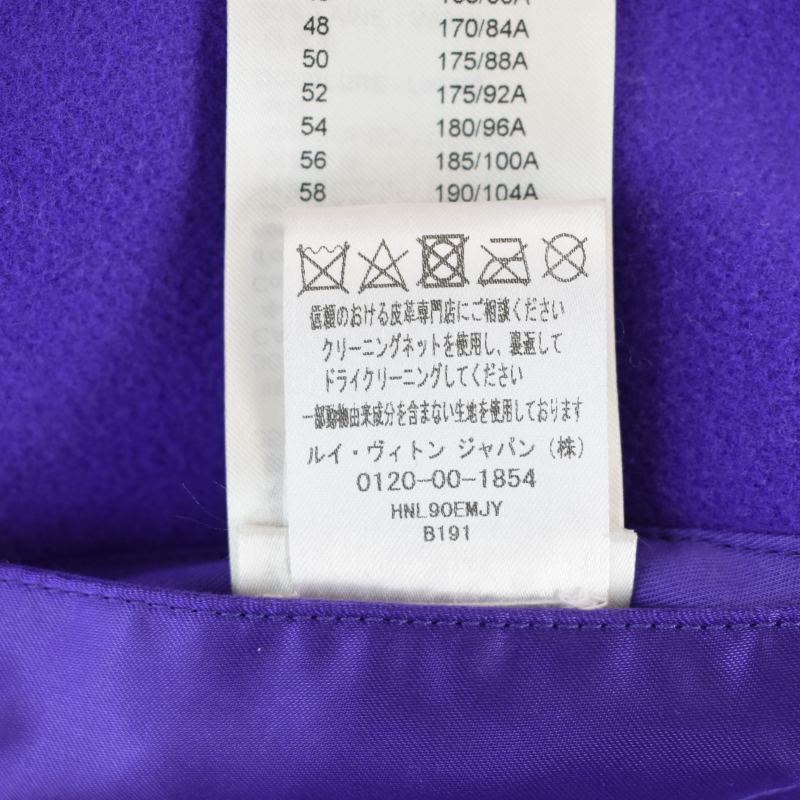 48 170/84A
50 175/88A
52 175/92A
54 180/96A
56 185/100A
58 190/104A
信頼のおける皮革専門店にご相談ください
クリーニングネットを使用し、裏返して
ドライクリーニングしてください
一部動物由来成分を含まない生地を使用しております
ルイ・ヴィトン ジャパン（株）
0120-00-1854
HNL90EMJY
B191